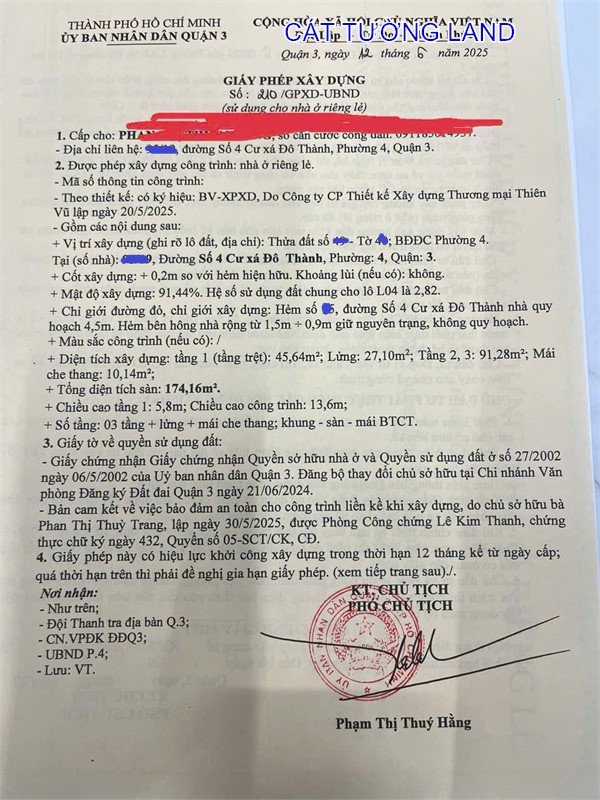 THÀNH PHỐ HỒ CHÍ MINH
ỦY BAN NHÂN DÂN QUẬN 3
CỘNG HÒA XÃ HỘI CHỦ NGHĨA VIỆT NAM
CÁT TƯỜNG LAND
Quận 3, ngày 12 tháng 6 năm 2025
GIẤY PHÉP XÂY DỰNG
SỐ: 210 /GPXD-UBND
(sử dụng cho nhà ở riêng lẻ)
1. Cấp cho: PHAN số căn cước công dân:
- Địa chỉ liên hệ: đường Số 4 Cư xá Đô Thành, Phường 4, Quận 3.
2. Được phép xây dựng công trình: nhà ở riêng lẻ.
- Mã số thông tin công trình:
- Theo thiết kế: có ký hiệu: BV-XPXD, Do Công ty CP Thiết kế Xây dựng Thương mại Thiên
Vũ lập ngày 20/5/2025.
- Gồm các nội dung sau:
+ Vị trí xây dựng (ghi rõ lô đất, địa chỉ): Thửa đất số - Tờ ; BĐĐC Phường 4.
Tại (số nhà): , Đường Số 4 Cư xá Đô Thành, Phường: 4, Quận: 3.
+ Cốt xây dựng: + 0,2m so với hẻm hiện hữu. Khoảng lùi (nếu có): không.
+ Mật độ xây dựng: 91,44%. Hệ số sử dụng đất chung cho lô L04 là 2,82.
+ Chỉ giới đường đỏ, chỉ giới xây dựng: Hẻm số , đường Số 4 Cư xá Đô Thành nhà quy
hoạch 4,5m. Hẻm bên hông nhà rộng từ 1,5m ÷ 0,9m giữ nguyên trạng, không quy hoạch.
+ Màu sắc công trình (nếu có): /
+ Diện tích xây dựng: tầng 1 (tầng trệt): 45,64m²; Lửng: 27,10m²; Tầng 2, 3: 91,28m²; Mái
che thang: 10,14m²;
+ Tổng diện tích sàn: 174,16m².
+ Chiều cao tầng 1: 5,8m; Chiều cao công trình: 13,6m;
+ Số tầng: 03 tầng + lửng + mái che thang; khung - sàn - mái BTCT.
3. Giấy tờ về quyền sử dụng đất:
- Giấy chứng nhận Giấy chứng nhận Quyền sở hữu nhà ở và Quyền sử dụng đất ở số 27/2002
ngày 06/5/2002 của Uỷ ban nhân dân Quận 3. Đăng bộ thay đổi chủ sở hữu tại Chi nhánh Văn
phòng Đăng ký Đất đai Quận 3 ngày 21/06/2024.
- Bản cam kết về việc bảo đảm an toàn cho công trình liền kề khi xây dựng, do chủ sở hữu bà
Phan Thị Thuỳ Trang, lập ngày 30/5/2025, được Phòng Công chứng Lê Kim Thanh, chứng
thực chữ ký ngày 432, Quyển số 05-SCT/CK, CĐ.
4. Giấy phép này có hiệu lực khởi công xây dựng trong thời hạn 12 tháng kể từ ngày cấp;
quá thời hạn trên thì phải đề nghị gia hạn giấy phép. (xem tiếp trang sau)./.
Nơi nhận:
- Như trên;
- Đội Thanh tra địa bàn Q.3;
- CN.VPĐK ĐĐQ3;
- UBND P.4;
- Lưu: VT.
KT. CHỦ TỊCH
PHÓ CHỦ TỊCH
Phạm Thị Thuý Hằng